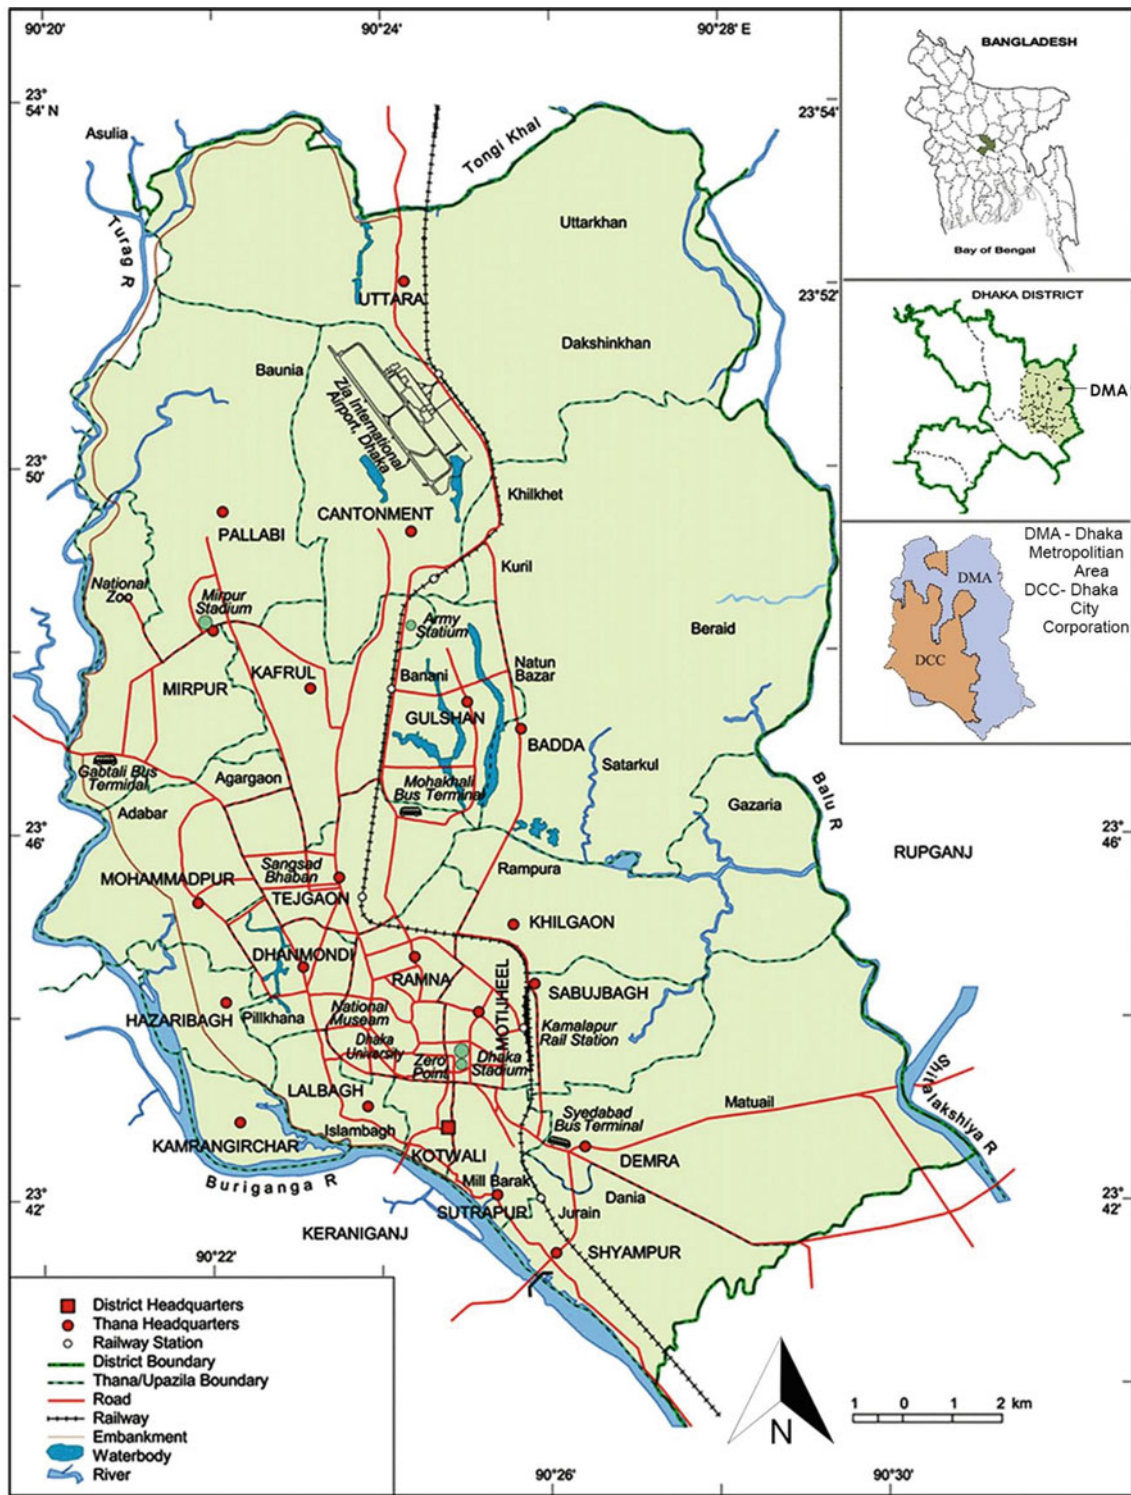 90°20'
90°24'
90°28' E
23°
54' N
23°54'
Asulia
Tongi Khal
Turag R
Uttarkhan
UTTARA
23°52'
Dakshinkhan
Baunia
Zia International
Airport, Dhaka
23°
50'
Khilkhet
CANTONMENT
PALLABI
Kuril
National
Zoo
Mirpur
Stadium
Army
Statium
Beraid
Natun
Bazar
Banani
KAFRUL
MIRPUR
GULSHAN
BADDA
Gabtali Bus
Terminal
Agargaon
Mohakhali
Bus Terminal
Satarkul
Gazaria
Balu R
Adabar
23°
46'
23°
46'
RUPGANJ
Sangsad
Bhaban
Rampura
MOHAMMADPUR
TEJGAON
KHILGAON
DHANMONDI
RAMNA
MOTIJHEEL
SABUJBAGH
HAZARIBAGH
Pillkhana
National
Museam
Kamalapur
Rail Station
Dhaka
University
Zero
Point
Dhaka
Stadium
Shitalakshiya R
LALBAGH
Matuail
Syedabad
Bus Terminal
Islambagh
KAMRANGIRCHAR
KOTWALI
DEMRA
Buriganga R
Mill Barak
Dania
23°
42'
23°
42'
SUTRAPUR
Jurain
KERANIGANJ
SHYAMPUR
90°22'
90°26'
90°30'
BANGLADESH
Bay of Bengal
DHAKA DISTRICT
DMA
DMA - Dhaka
Metropolitian
Area
DCC- Dhaka
City
Corporation
DMA
DCC
District Headquarters
Thana Headquarters
Railway Station
District Boundary
Thana/Upazila Boundary
Road
Railway
Embankment
Waterbody
River
N
1 0 1 2 km